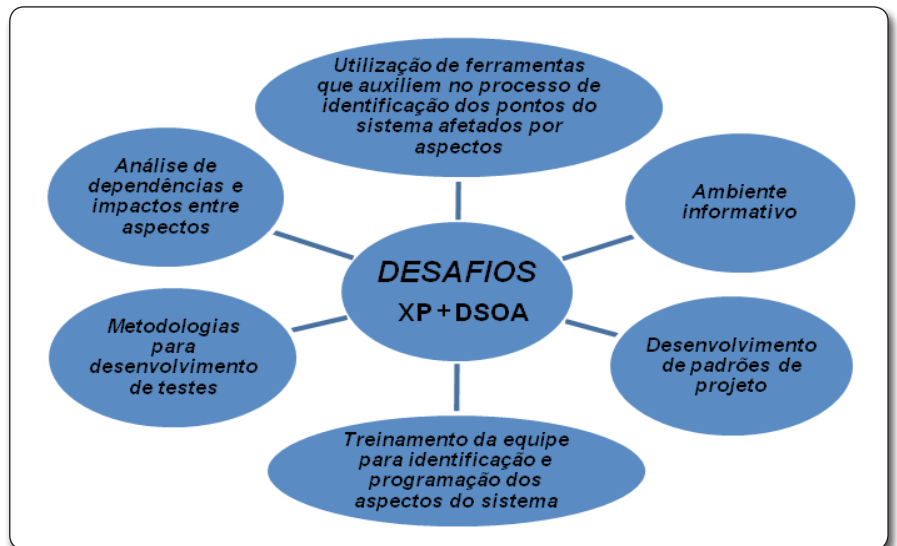 Utilização de ferramentas
que auxiliem no processo de
identificação dos pontos do
sistema afetados por
aspectos
Análise de
dependências e
impactos entre
aspectos
Ambiente
informativo
DESAFIOS
XP+DSOA
Metodologias
para
desenvolvimento
de testes
Desenvolvimento
de padrões de
projeto
Treinamento da equipe
para identificação e
programação dos
aspectos do sistema